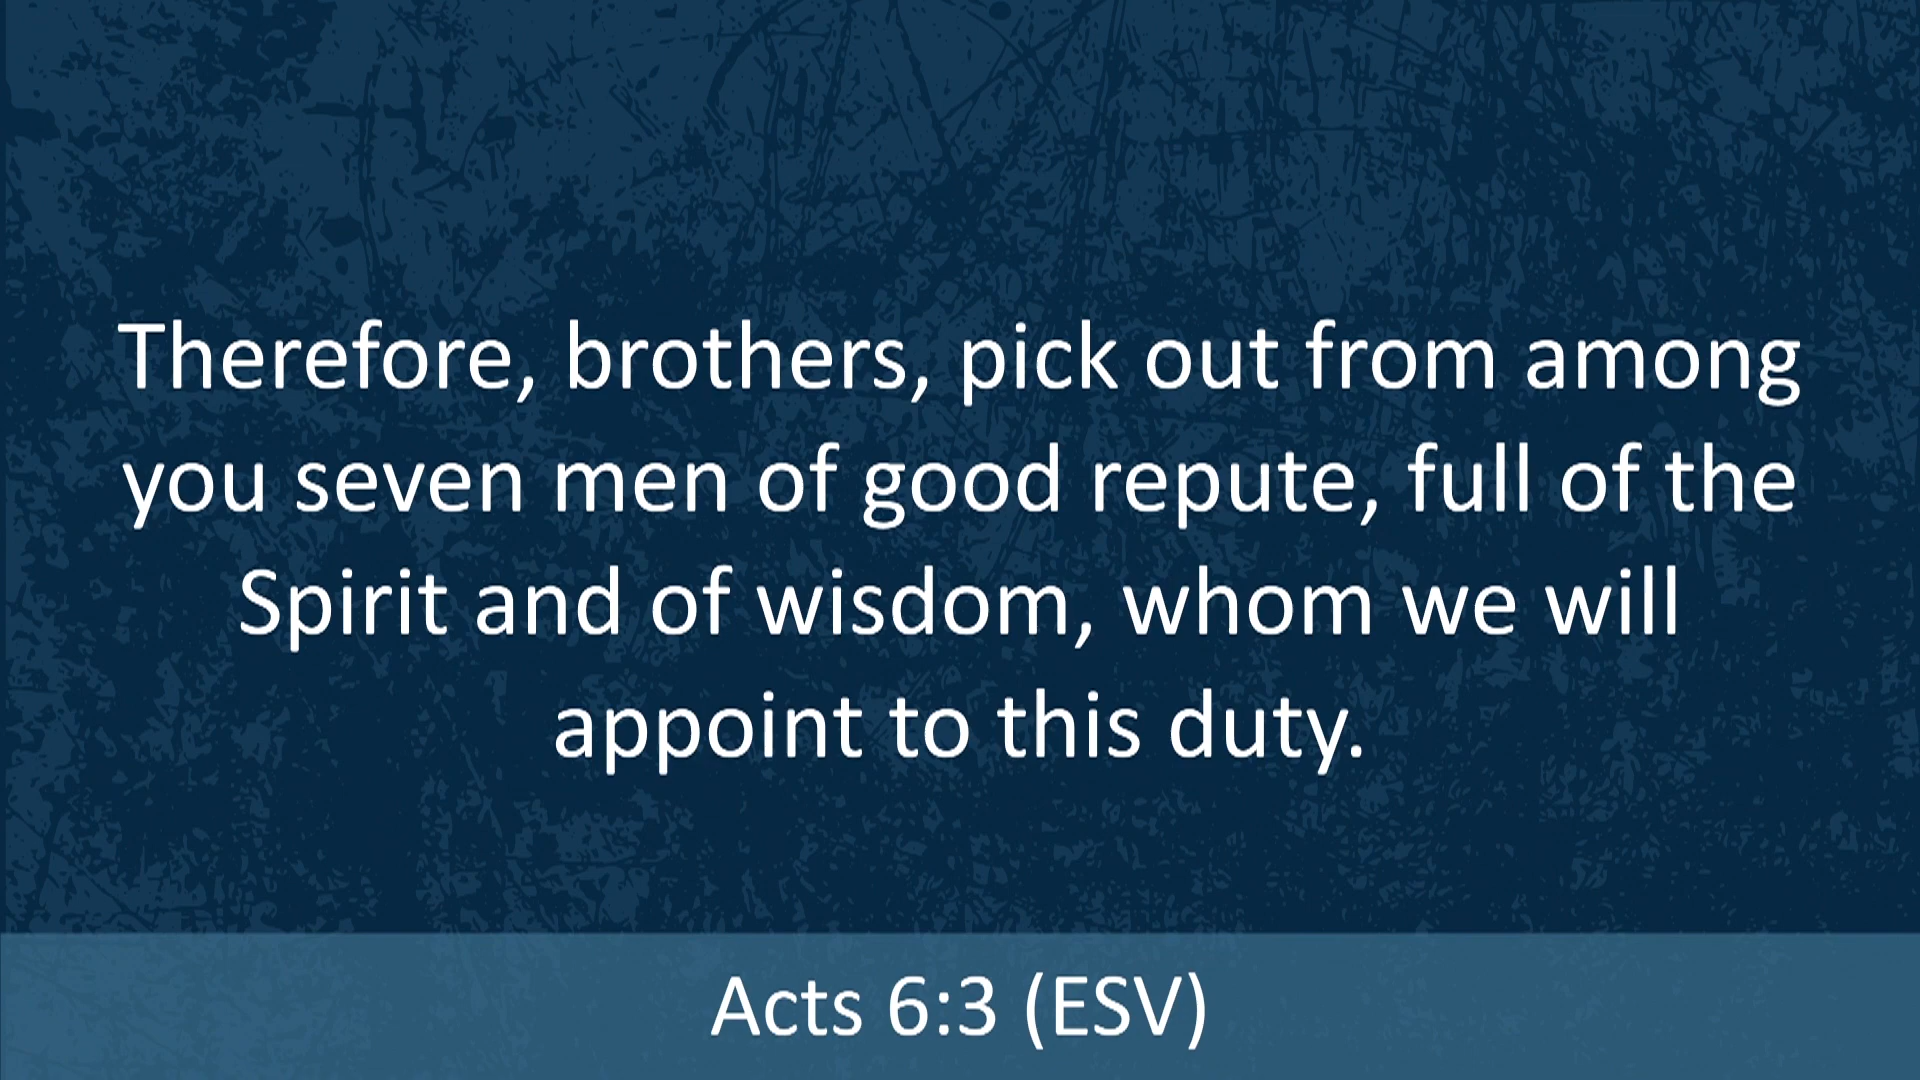 Therefore, brothers, pick out from among
you seven men of good repute, full of the
Spirit and of wisdom, whom we will
appoint to this duty.
Acts 6:3 (ESV)